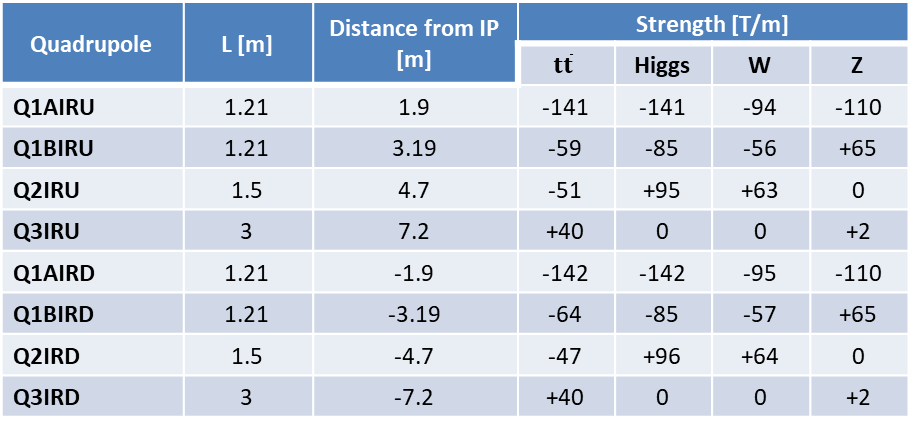 Quadrupole L [m] Distance from IP [m] Strength [T/m]
tt Higgs W Z
Q1AIRU 1.21 1.9 -141 -141 -94 -110
Q1BIRU 1.21 3.19 -59 -85 -56 +65
Q2IRU 1.5 4.7 -51 +95 +63 0
Q3IRU 3 7.2 +40 0 0 +2
Q1AIRD 1.21 -1.9 -142 -142 -95 -110
Q1BIRD 1.21 -3.19 -64 -85 -57 +65
Q2IRD 1.5 -4.7 -47 +96 +64 0
Q3IRD 3 -7.2 +40 0 0 +2